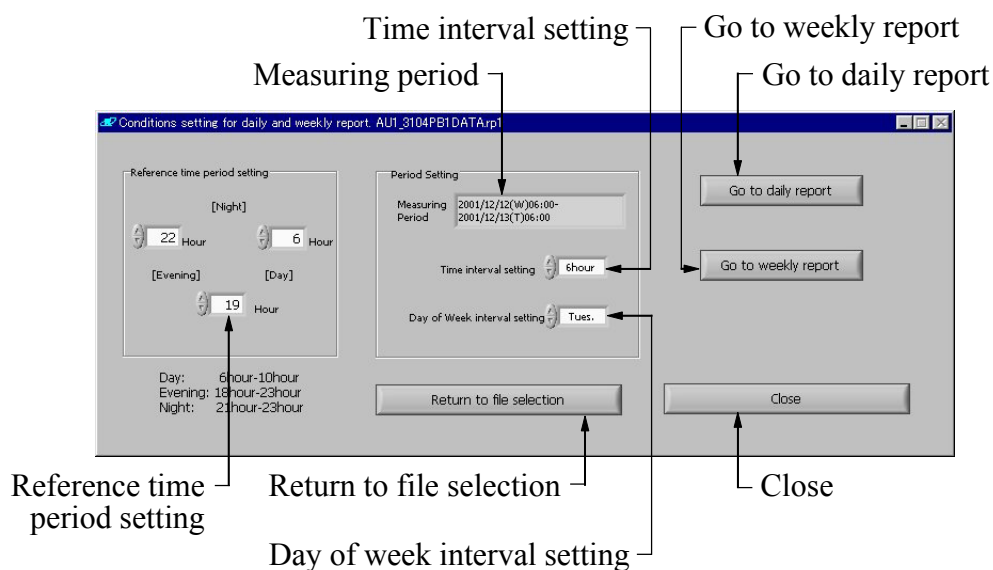 Time interval setting
Go to weekly report
Measuring period
Go to daily report
Conditions setting for daily and weekly report. AU1_3104PB1DATA.rp1
Reference time period setting
[Night]
22 Hour
6 Hour
[Evening]
[Day]
19 Hour
Day: 6hour-10hour
Evening: 18hour-23hour
Night: 21hour-23hour
Period Setting
Measuring Period
2001/12/12(W)06:00-
2001/12/13(T)06:00
Time interval setting 6hour
Day of Week interval setting Tues.
Go to daily report
Go to weekly report
Return to file selection
Close
Reference time
period setting
Return to file selection
Close
Day of week interval setting